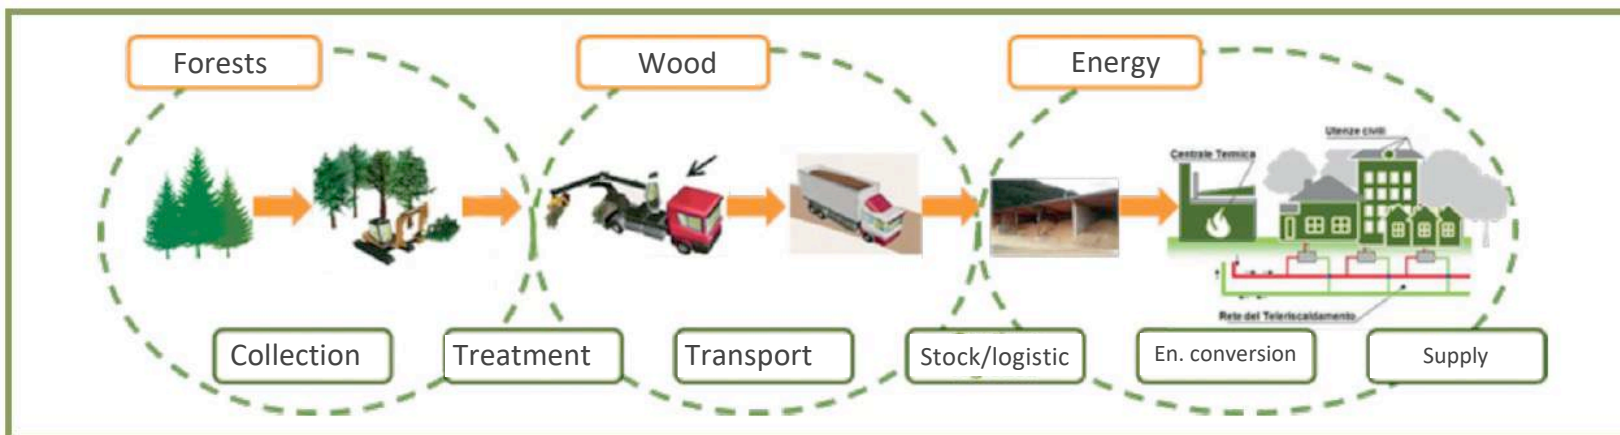 Forests
Wood
Energy
Utenze civili
Centrale Termica
Rete del Teleriscaldamento
Collection
Treatment
Transport
Stock/logistic
En. conversion
Supply